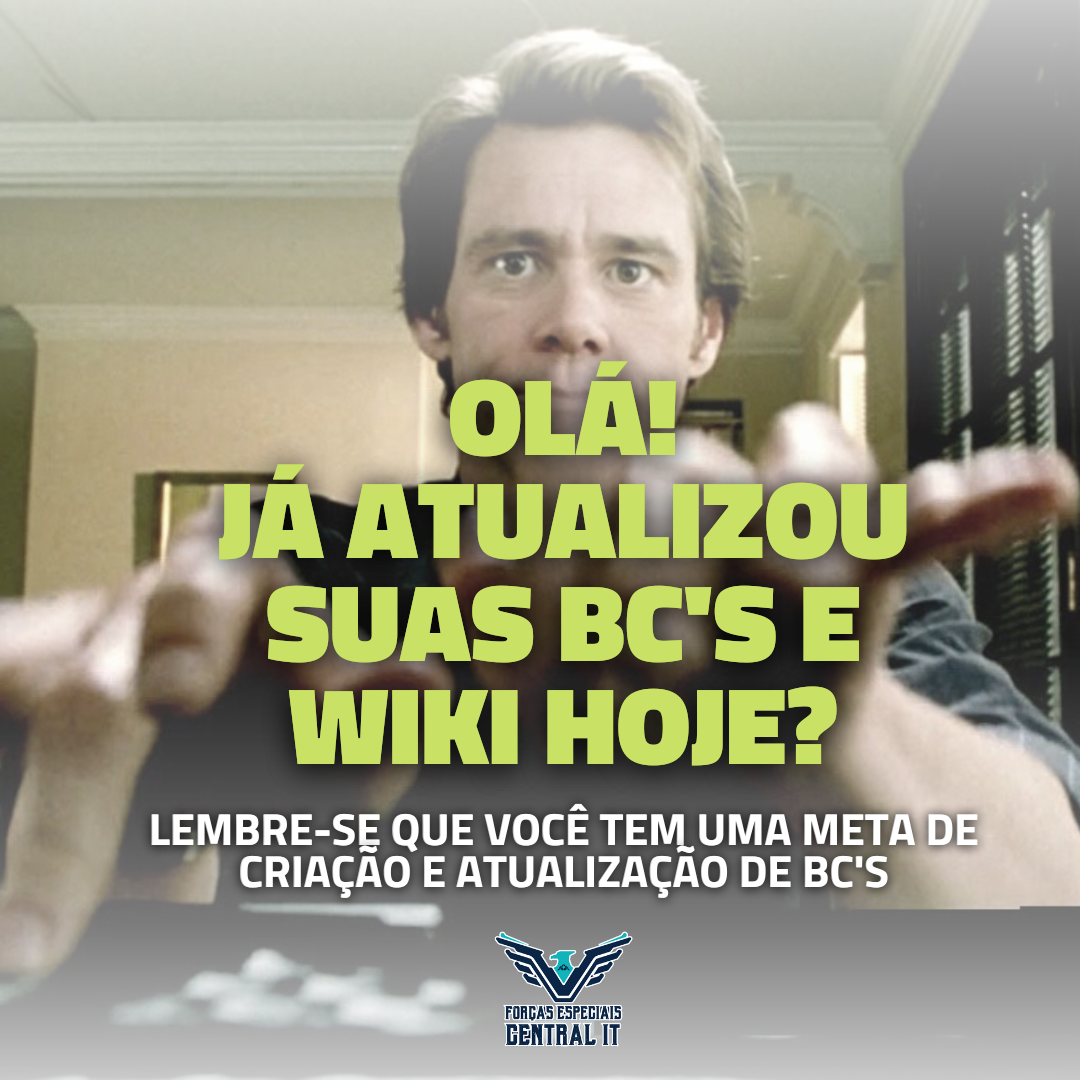 OLÁ!
JÁ ATUALIZOU
SUAS BC'S E
WIKI HOJE?
LEMBRE-SE QUE VOCÊ TEM UMA META DE
CRIAÇÃO E ATUALIZAÇÃO DE BC'S
FORÇAS ESPECIAIS
CENTRAL IT